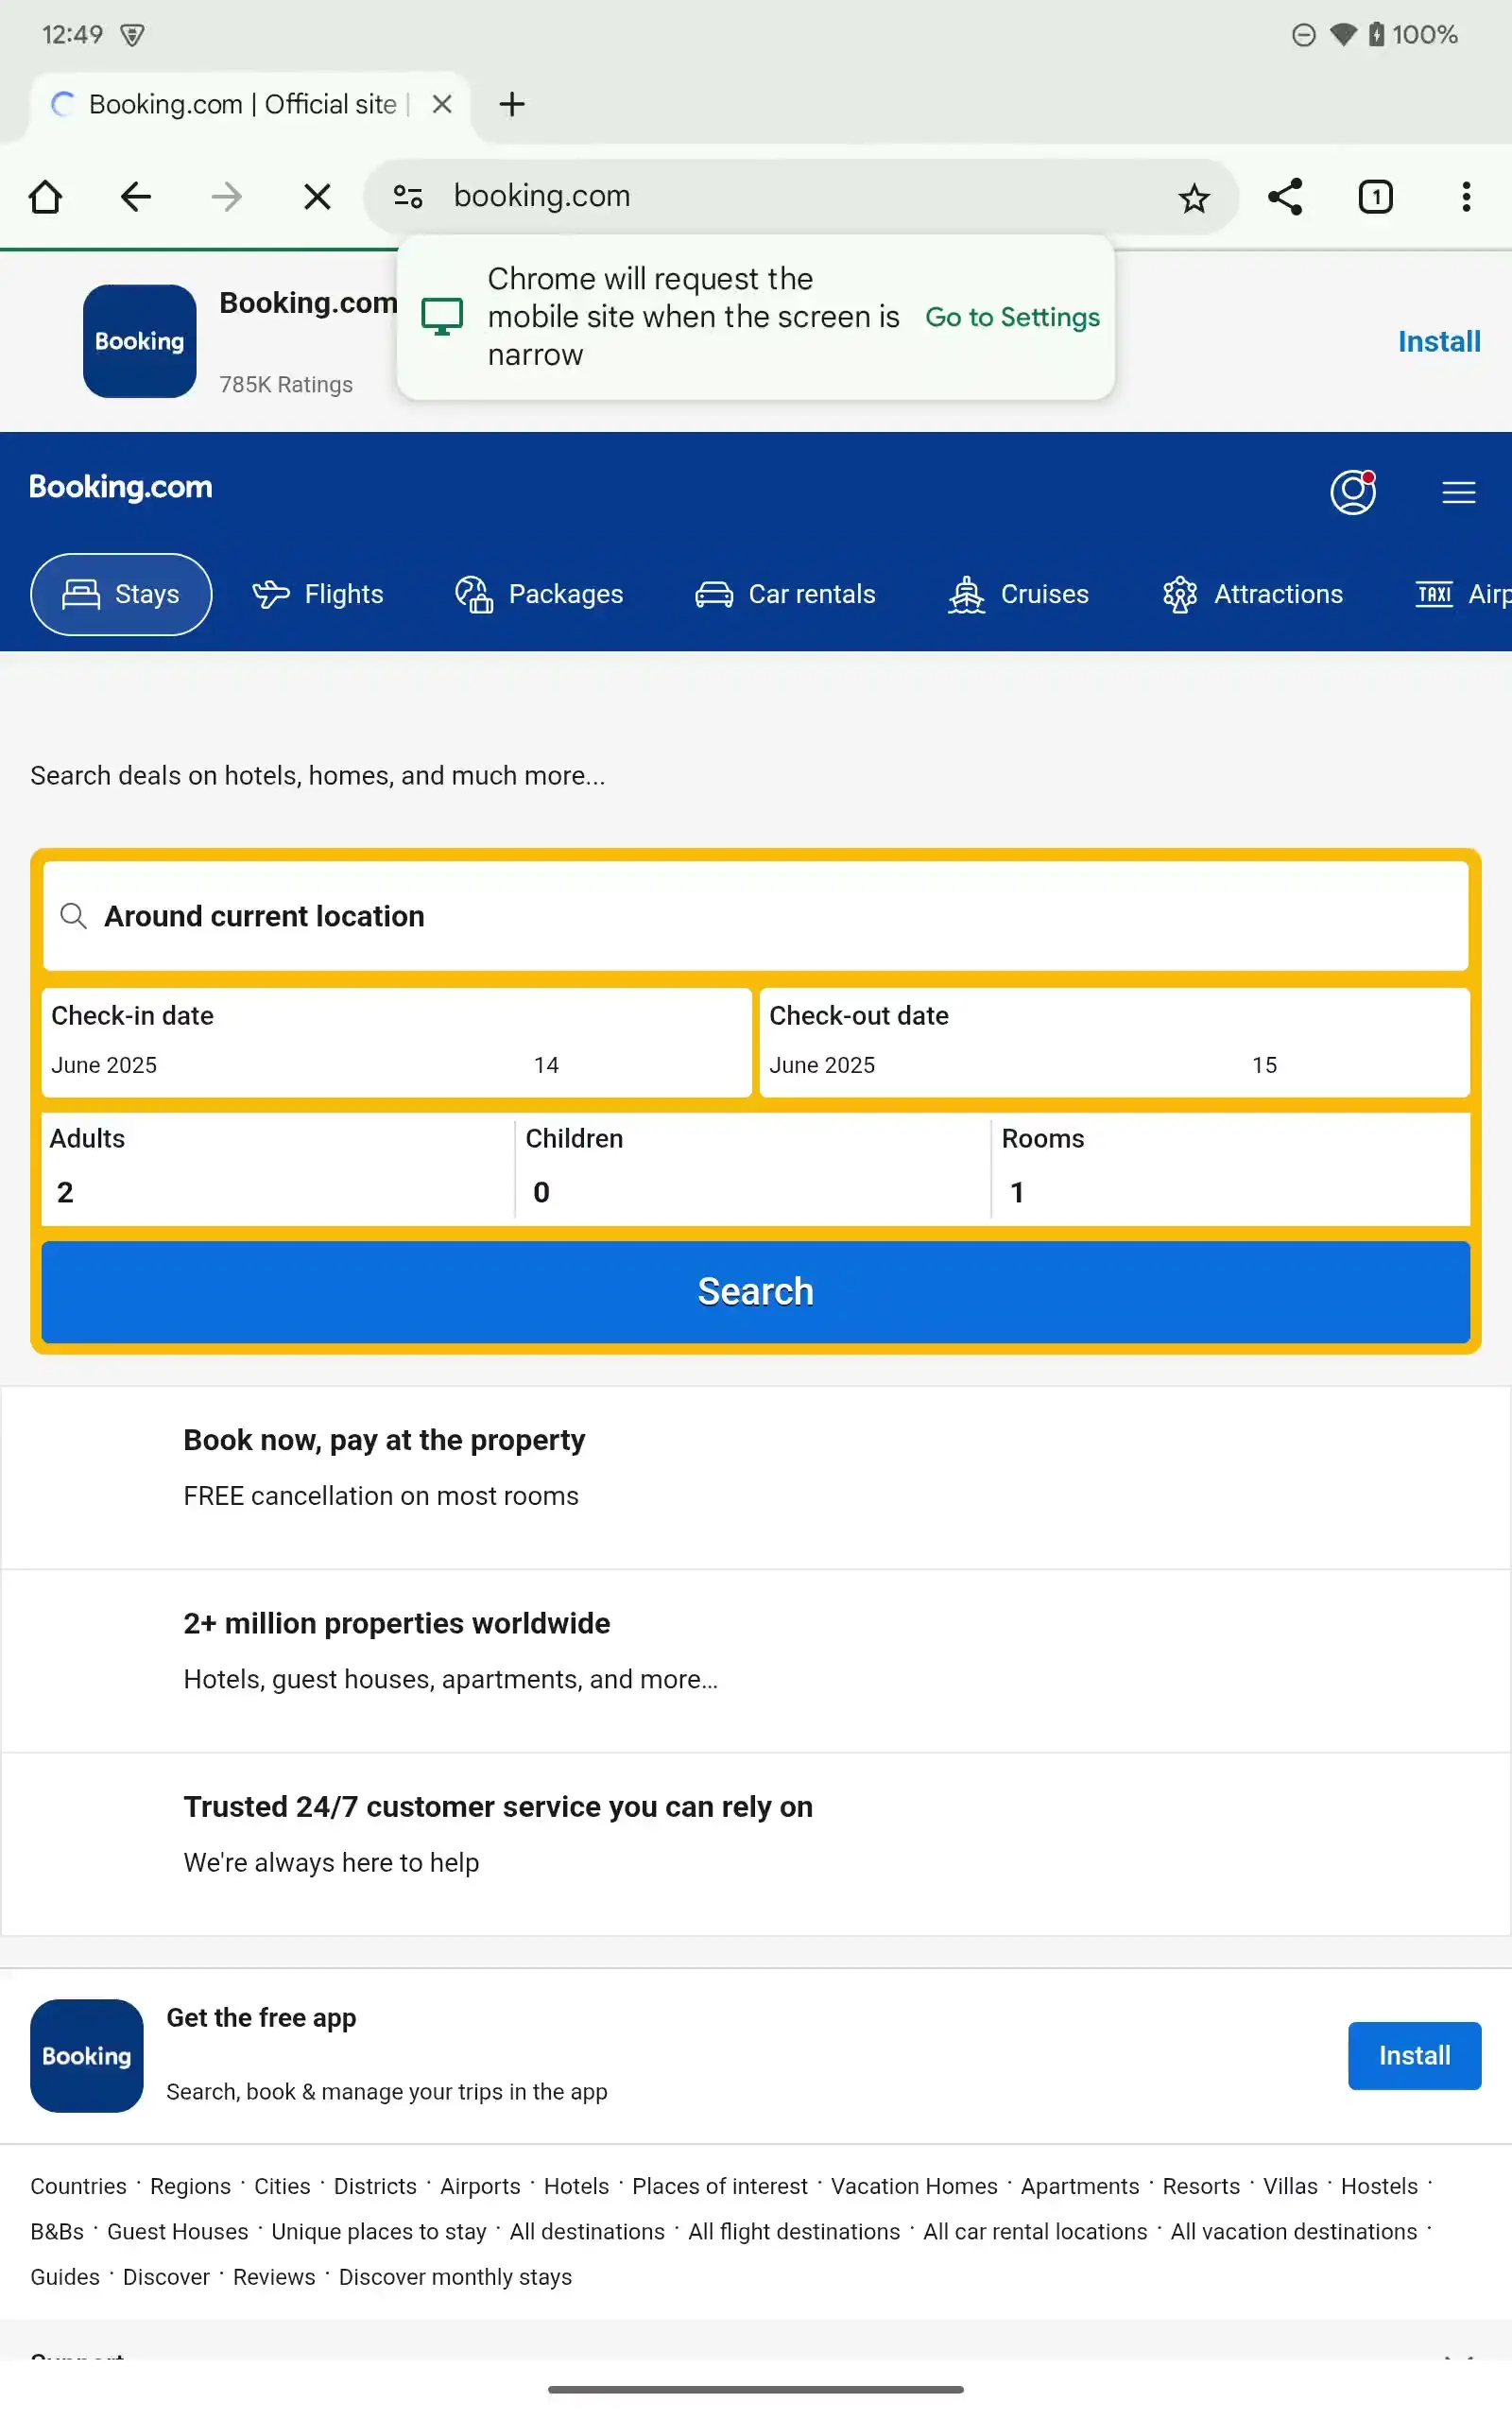 12:49
100%
Booking.com | Official site |
1
booking.com
Chrome will request the
mobile site when the screen is
narrow
Go to Settings
Booking
Booking.com
785K Ratings
Install
Booking.com
Stays
Flights
Packages
Car rentals
Cruises
Attractions
TAXI
Airp
Search deals on hotels, homes, and much more...
Around current location
Check-in date
June 2025
14
Check-out date
June 2025
15
Adults
2
Children
0
Rooms
1
Search
Book now, pay at the property
FREE cancellation on most rooms
2+ million properties worldwide
Hotels, guest houses, apartments, and more…
Trusted 24/7 customer service you can rely on
We're always here to help
Booking
Get the free app
Search, book & manage your trips in the app
Install
Countries · Regions · Cities · Districts · Airports · Hotels · Places of interest · Vacation Homes · Apartments · Resorts · Villas · Hostels ·
B&Bs · Guest Houses · Unique places to stay · All destinations · All flight destinations · All car rental locations · All vacation destinations ·
Guides · Discover · Reviews · Discover monthly stays